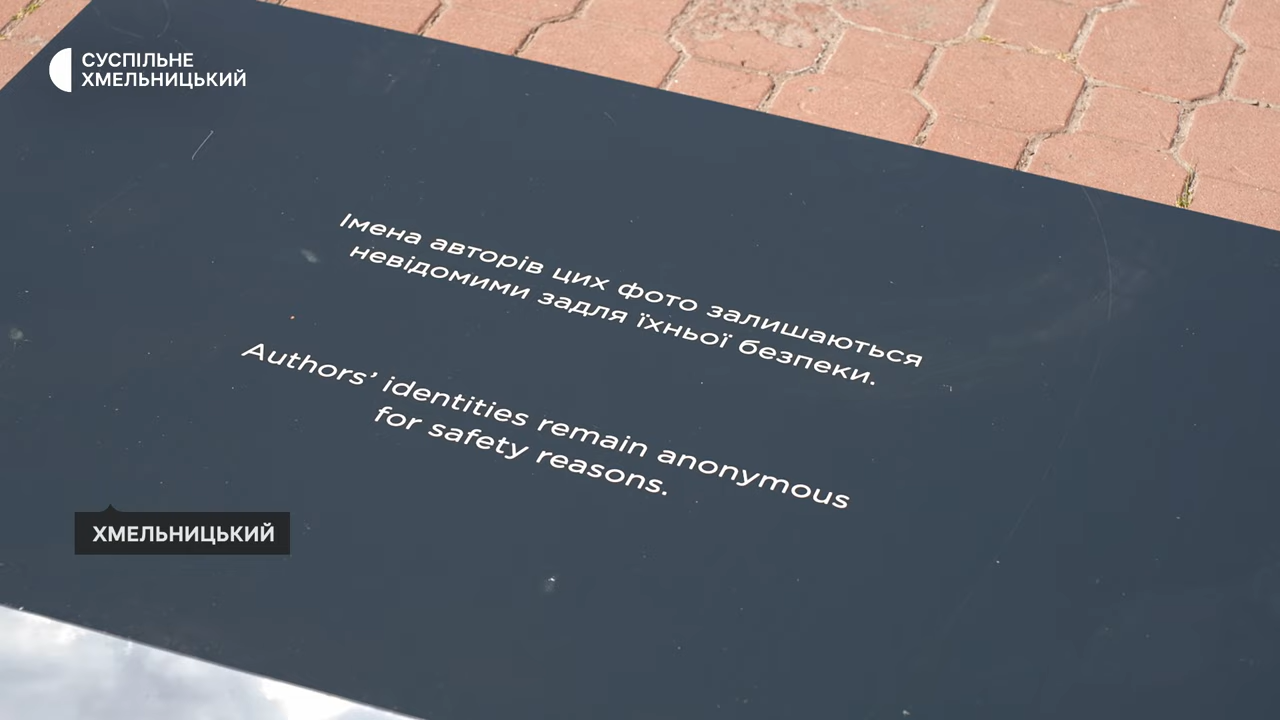 СУСПІЛЬНЕ
ХМЕЛЬНИЦЬКИЙ
Імена авторів цих фото залишаються
невідомими задля їхньої безпеки.
Authors’ identities remain anonymous
for safety reasons.
ХМЕЛЬНИЦЬКИЙ